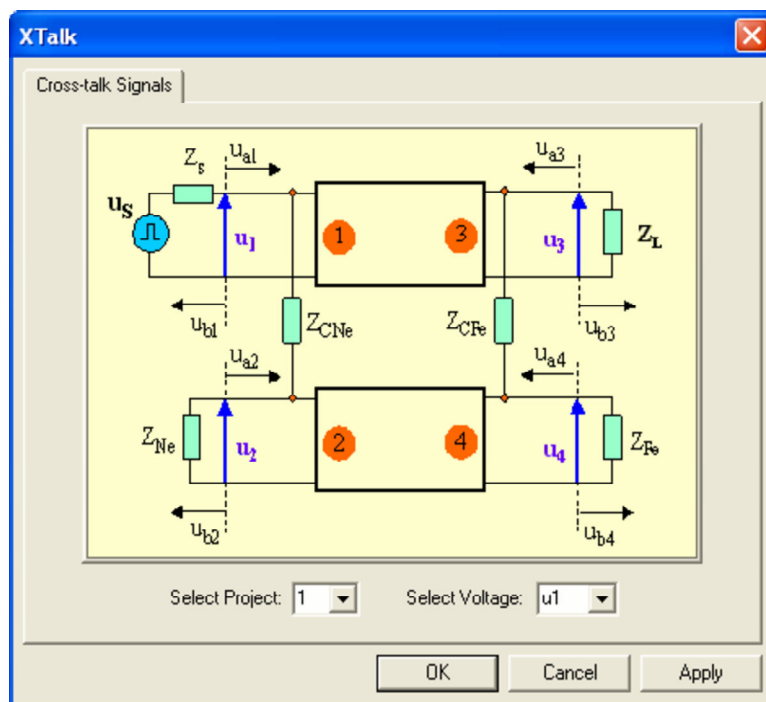 XTalk
Cross-talk Signals
Zs ua1 ua3
uS
u1 1 3 u3 ZL
ub1 ZCNe ZCFe ub3
ua2 ua4
ZNe u2 2 4 u4 ZFe
ub2 ub4
Select Project: 1 Select Voltage: u1
OK Cancel Apply